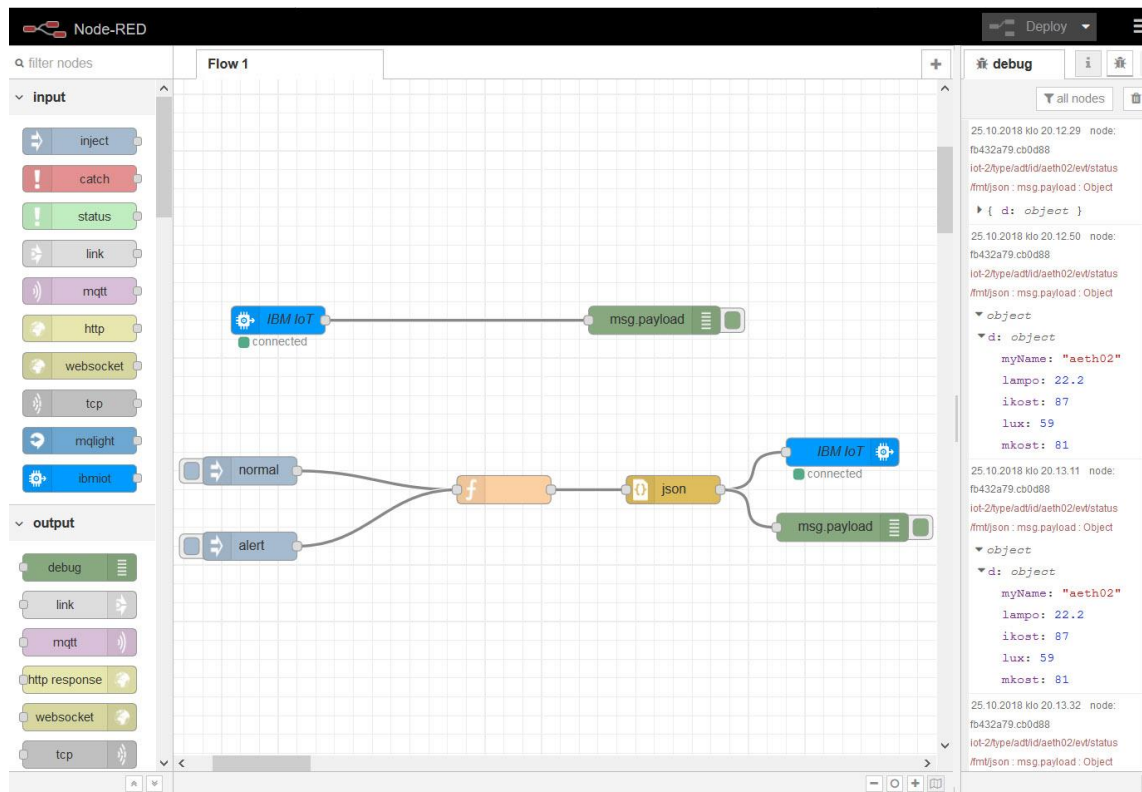 Node-RED
Deploy
filter nodes
Flow 1
debug
i
all nodes
input
inject
catch
status
link
mqtt
http
websocket
tcp
mqlight
ibmiot
output
debug
link
mqtt
http response
websocket
tcp
IBM IoT
connected
msg.payload
normal
alert
f
json
IBM IoT
connected
msg.payload
25.10.2018 klo 20.12.29 node:
fb432a79.cb0d88
iot-2/type/adt/id/aeth02/evt/status
/fmt/json : msg.payload : Object
{ d: object }
25.10.2018 klo 20.12.50 node:
fb432a79.cb0d88
iot-2/type/adt/id/aeth02/evt/status
/fmt/json : msg.payload : Object
object
d: object
myName: "aeth02"
lampo: 22.2
ikost: 87
lux: 59
mkost: 81
25.10.2018 klo 20.13.11 node:
fb432a79.cb0d88
iot-2/type/adt/id/aeth02/evt/status
/fmt/json : msg.payload : Object
object
d: object
myName: "aeth02"
lampo: 22.2
ikost: 87
lux: 59
mkost: 81
25.10.2018 klo 20.13.32 node:
fb432a79.cb0d88
iot-2/type/adt/id/aeth02/evt/status
/fmt/json : msg.payload : Object